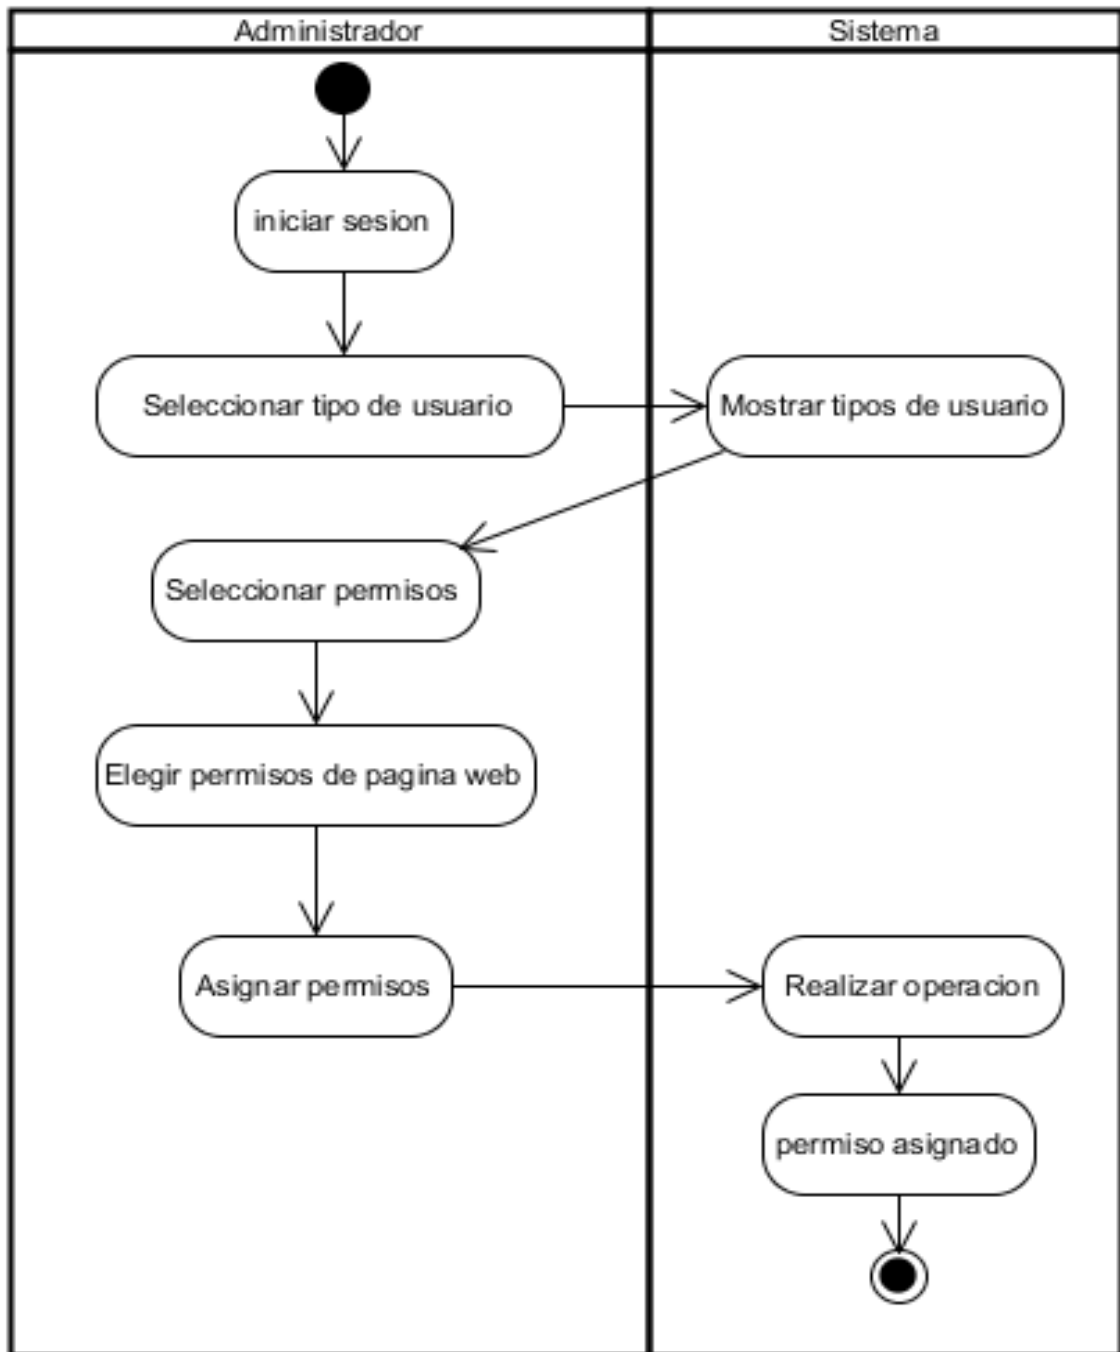 Administrador
Sistema
iniciar sesion
Seleccionar tipo de usuario
Mostrar tipos de usuario
Seleccionar permisos
Elegir permisos de pagina web
Asignar permisos
Realizar operacion
permiso asignado